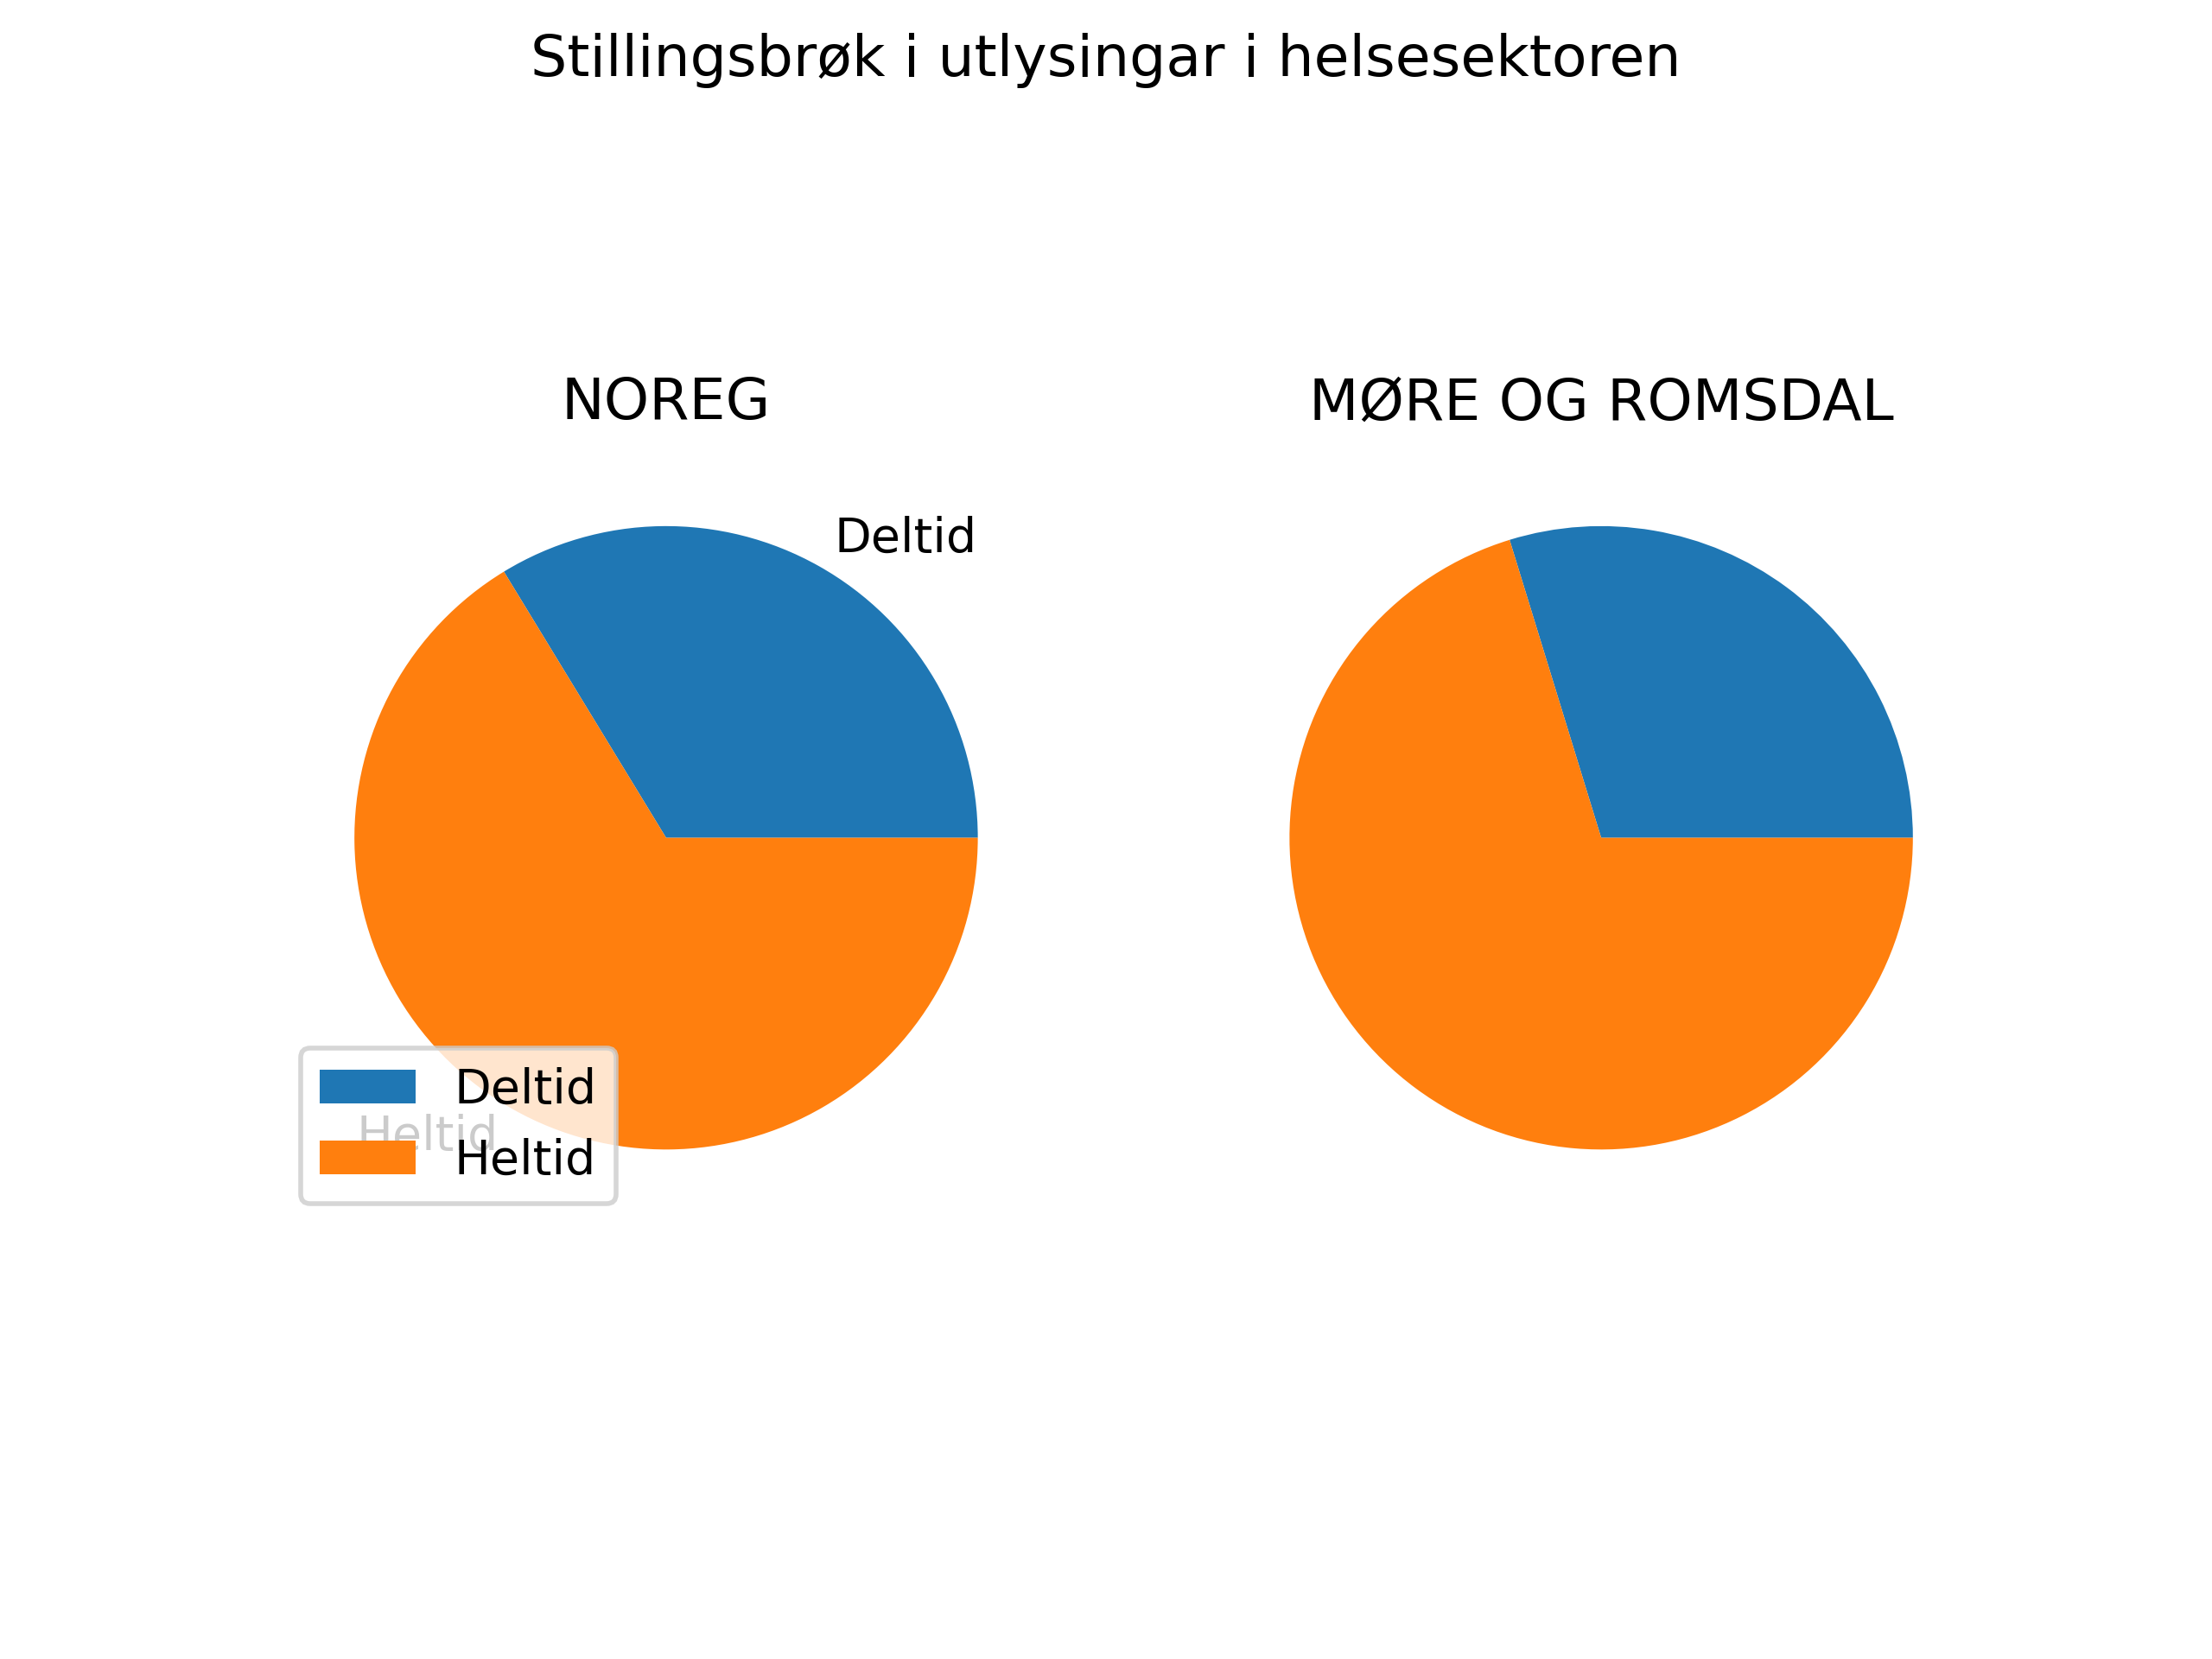 Stillingsbrøk i utlysingar i helsesektoren
NOREG
MØRE OG ROMSDAL
Deltid
Deltid
Heltid
Heltid